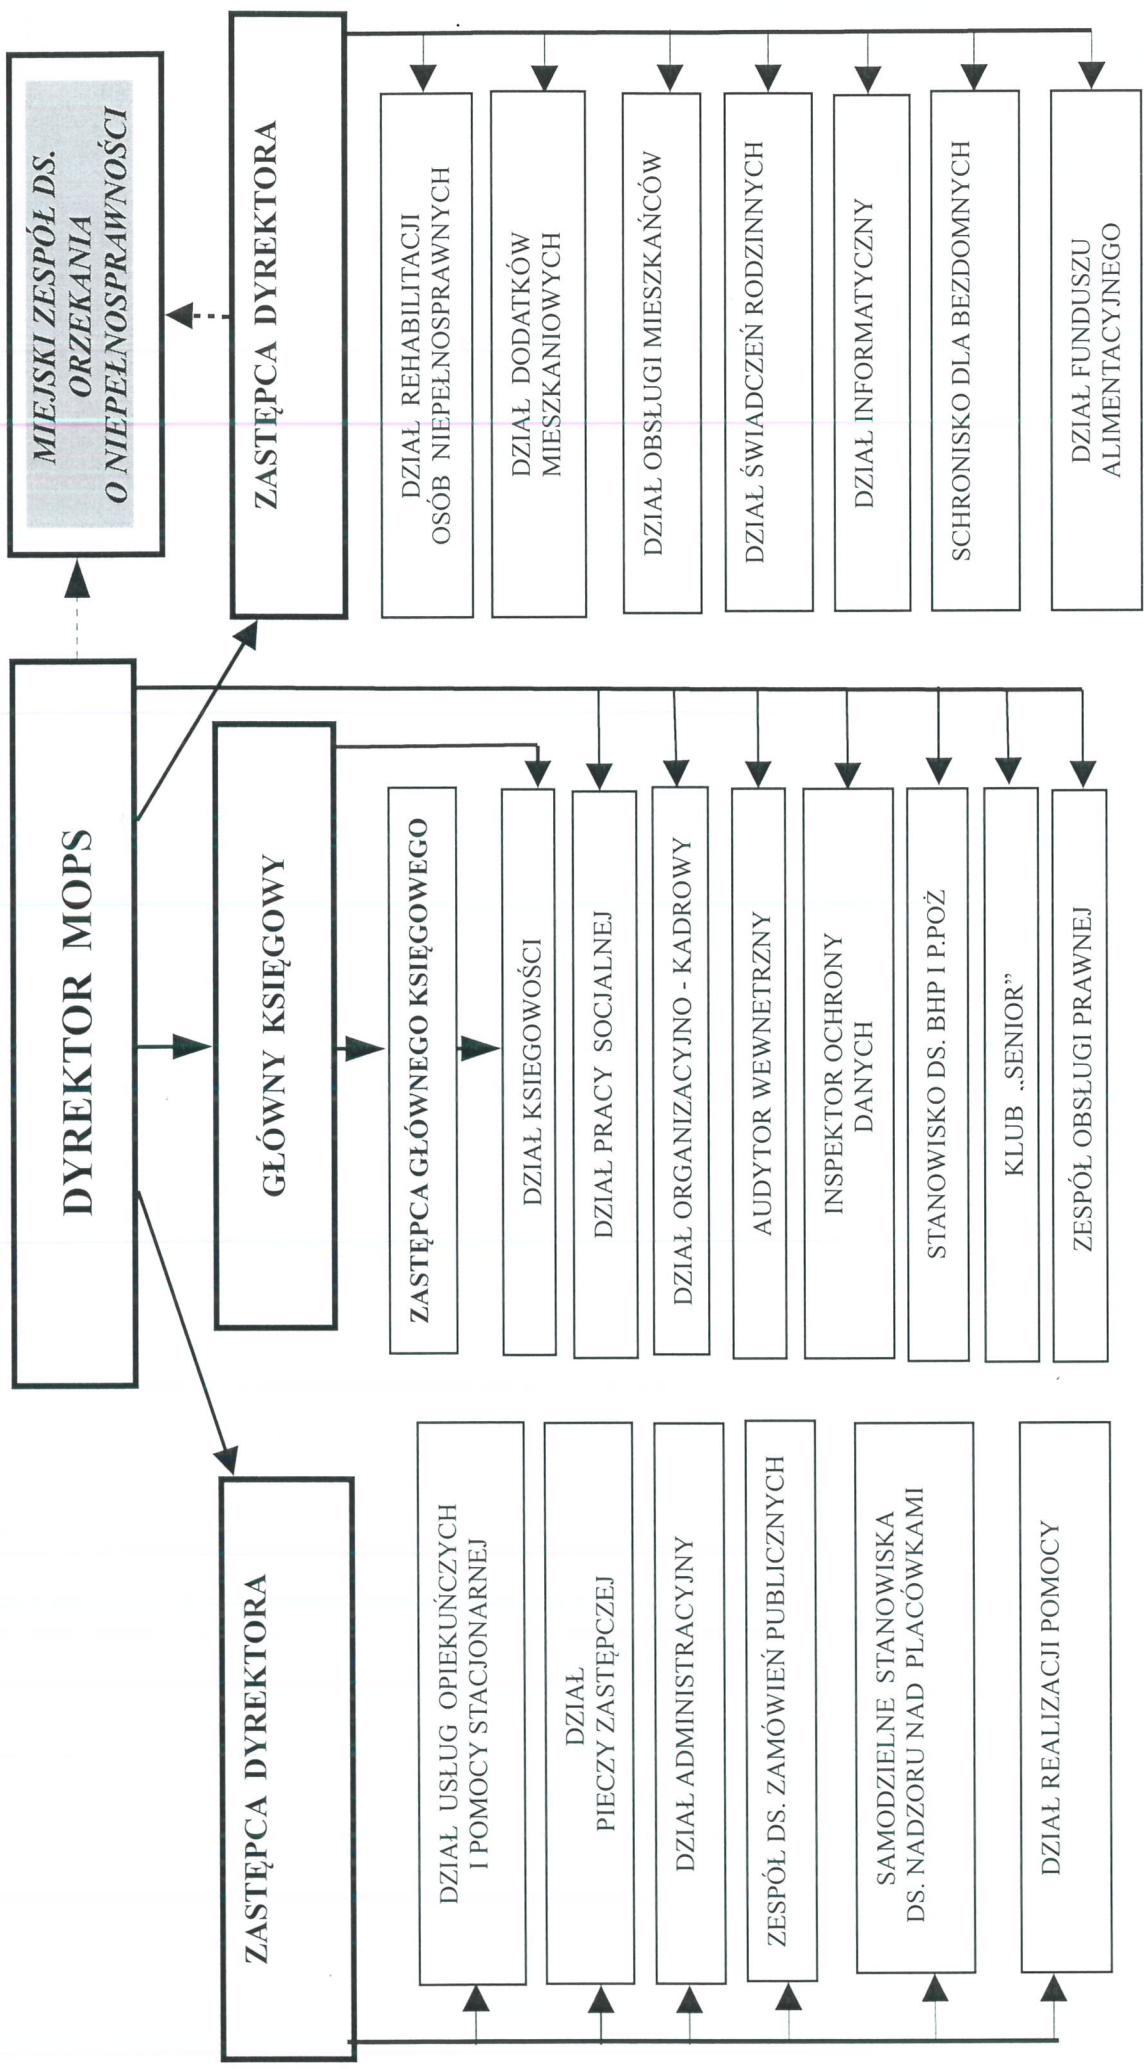 DYREKTOR MOPS
MIEJSKI ZESPÓŁ DS.
ORZEKANIA
O NIEPEŁNOSPRAWNOŚCI
ZASTĘPCA DYREKTORA
DZIAŁ USŁUG OPIEKUŃCZYCH
I POMOCY STACJONARNEJ
DZIAŁ
PIECZY ZASTĘPCZEJ
DZIAŁ ADMINISTRACYJNY
ZESPÓŁ DS. ZAMÓWIEŃ PUBLICZNYCH
SAMODZIELNE STANOWISKA
DS. NADZORU NAD PLACÓWKAMI
DZIAŁ REALIZACJI POMOCY
GŁÓWNY KSIĘGOWY
ZASTĘPCA GŁÓWNEGO KSIĘGOWEGO
DZIAŁ KSIEGOWOŚCI
DZIAŁ PRACY SOCJALNEJ
DZIAŁ ORGANIZACYJNO - KADROWY
AUDYTOR WEWNETRZNY
INSPEKTOR OCHRONY
DANYCH
STANOWISKO DS. BHP I P.POŻ
KLUB „SENIOR”
ZESPÓŁ OBSŁUGI PRAWNEJ
ZASTĘPCA DYREKTORA
DZIAŁ REHABILITACJI
OSÓB NIEPEŁNOSPRAWNYCH
DZIAŁ DODATKÓW
MIESZKANIOWYCH
DZIAŁ OBSŁUGI MIESZKAŃCÓW
DZIAŁ ŚWIADCZEŃ RODZINNYCH
DZIAŁ INFORMATYCZNY
SCHRONISKO DLA BEZDOMNYCH
DZIAŁ FUNDUSZU
ALIMENTACYJNEGO